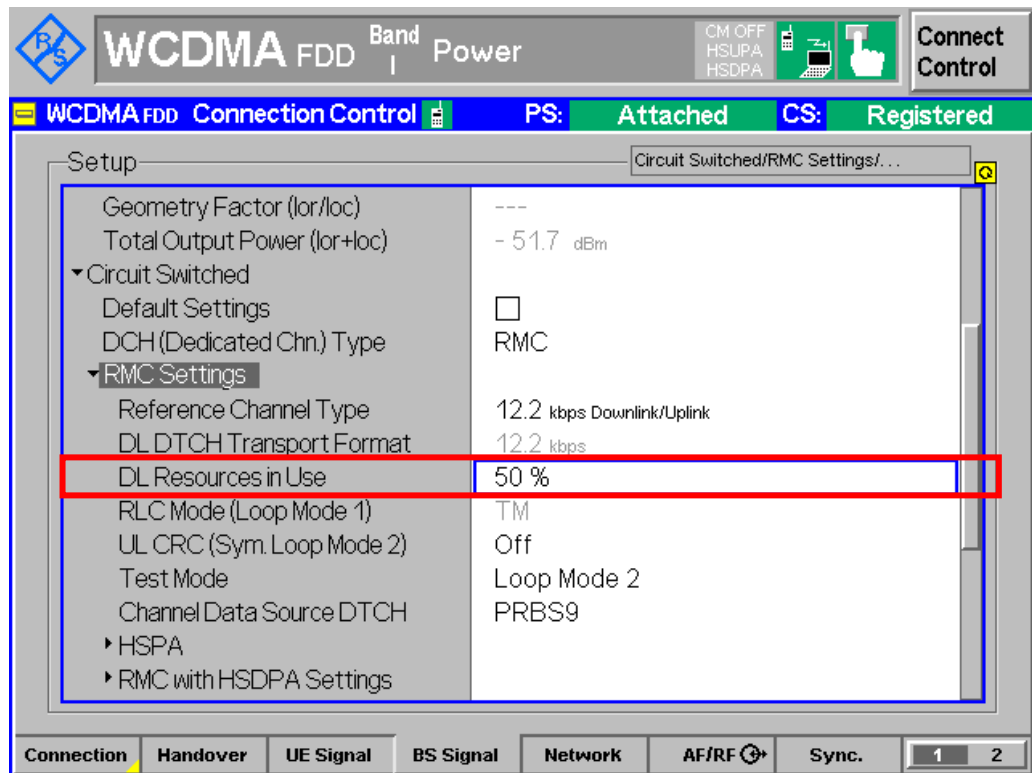 R&S
WCDMA FDD Band I Power
CM OFF
HSUPA
HSDPA
Connect Control
WCDMA FDD Connection Control PS: Attached CS: Registered
Setup Circuit Switched/RMC Settings/...
Geometry Factor (Ior/Ioc) ---
Total Output Power (Ior+Ioc) - 51.7 dBm
Circuit Switched
Default Settings
DCH (Dedicated Chn.) Type RMC
RMC Settings
Reference Channel Type 12.2 kbps Downlink/Uplink
DL DTCH Transport Format 12.2 kbps
DL Resources in Use 50 %
RLC Mode (Loop Mode 1) TM
UL CRC (Sym. Loop Mode 2) Off
Test Mode Loop Mode 2
Channel Data Source DTCH PRBS9
HSPA
RMC with HSDPA Settings
Connection Handover UE Signal BS Signal Network AF/RF Sync. 1 2